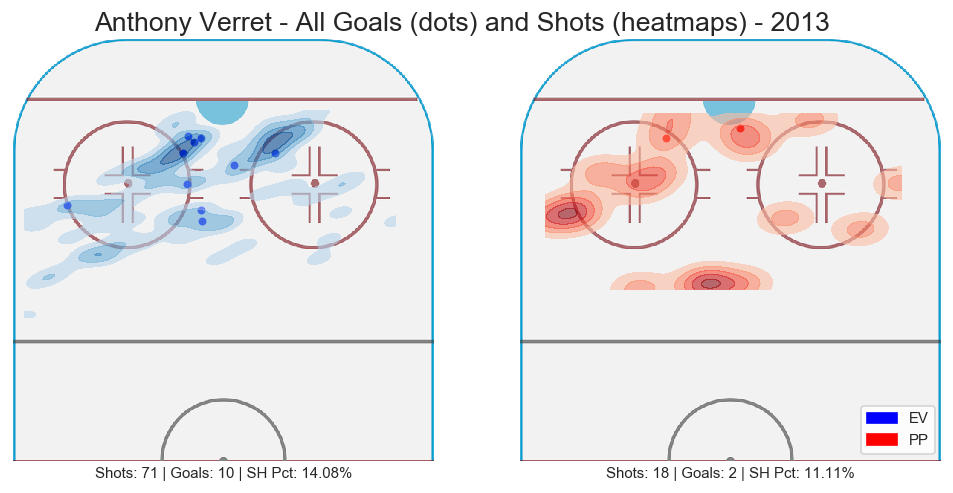 Anthony Verret - All Goals (dots) and Shots (heatmaps) - 2013
EV
PP
Shots: 71 | Goals: 10 | SH Pct: 14.08%
Shots: 18 | Goals: 2 | SH Pct: 11.11%